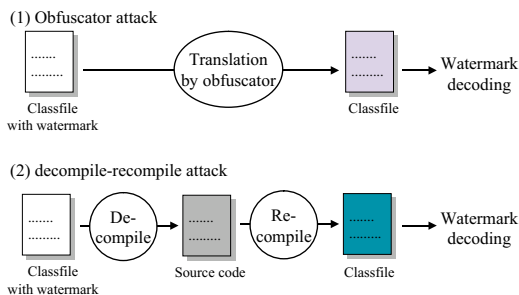 (1) Obfuscator attack
.......
.........
Classfile
with watermark
Translation
by obfuscator
.......
.........
Classfile
Watermark
decoding
(2) decompile-recompile attack
.......
.........
Classfile
with watermark
De-
compile
.......
.........
Source code
Re-
compile
.......
.........
Classfile
Watermark
decoding